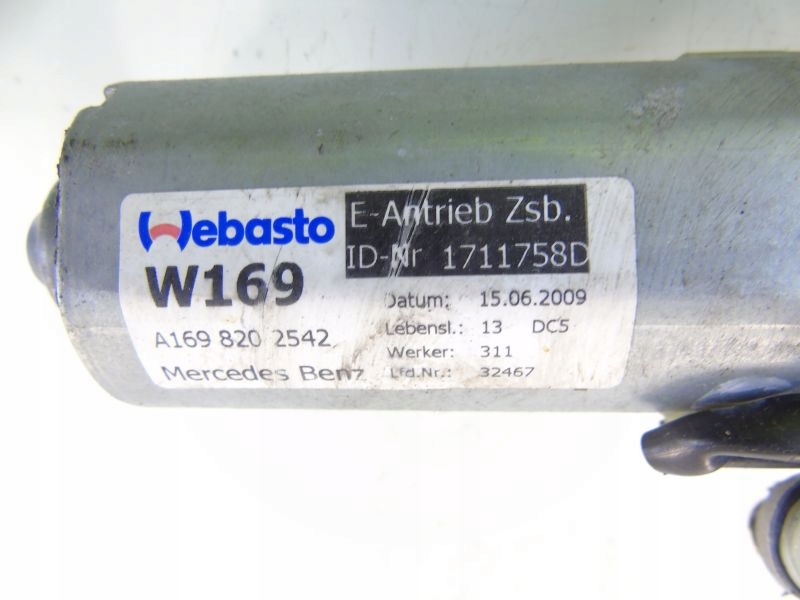 Webasto
W169
A169 820 2542
Mercedes Benz
E-Antrieb Zsb.
ID-Nr 1711758D
Datum: 15.06.2009
Lebensl.: 13 DC5
Werker: 311
Lfd.Nr.: 32467